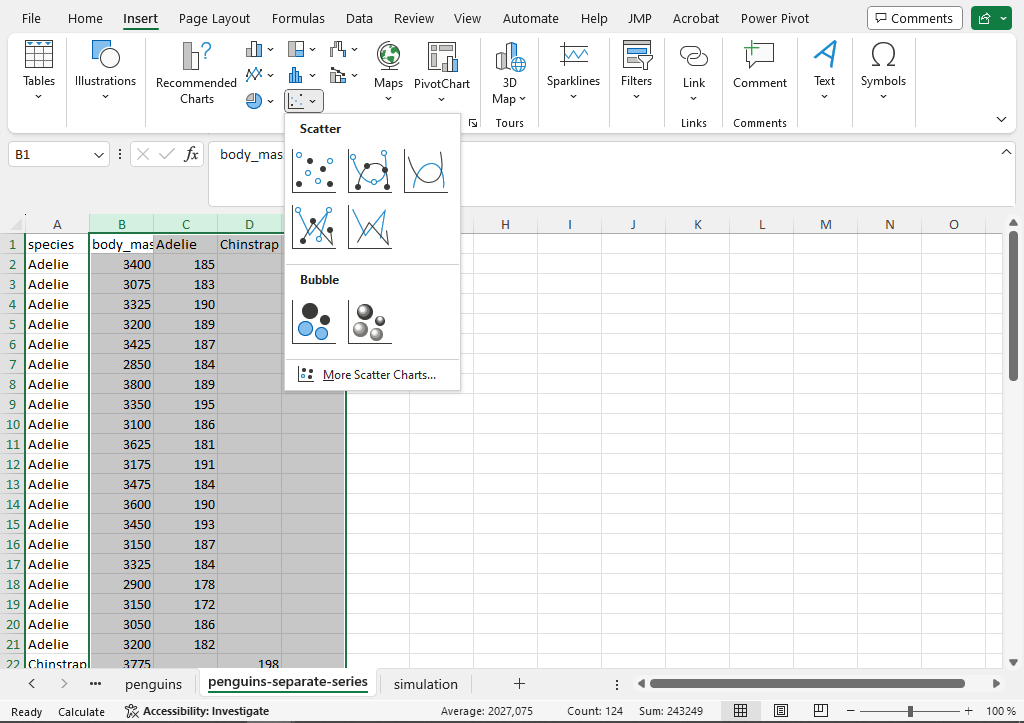 File Home Insert Page Layout Formulas Data Review View Automate Help JMP Acrobat Power Pivot Comments
Tables Illustrations Recommended Charts Maps PivotChart 3D Map Sparklines Filters Link Comment Text Symbols
Tours Links Comments
B1 fx body_mas
Scatter
Bubble
More Scatter Charts...
A B C D H I J K L M N O
1 species body_mas Adelie Chinstrap
2 Adelie 3400 185
3 Adelie 3075 183
4 Adelie 3325 190
5 Adelie 3200 189
6 Adelie 3425 187
7 Adelie 2850 184
8 Adelie 3800 189
9 Adelie 3350 195
10 Adelie 3100 186
11 Adelie 3625 181
12 Adelie 3175 191
13 Adelie 3475 184
14 Adelie 3600 190
15 Adelie 3450 193
16 Adelie 3150 187
17 Adelie 3325 184
18 Adelie 2900 178
19 Adelie 3150 172
20 Adelie 3050 186
21 Adelie 3200 182
22 Chinstrap 3775 198
penguins penguins-separate-series simulation
Ready Calculate Accessibility: Investigate Average: 2027,075 Count: 124 Sum: 243249 100 %